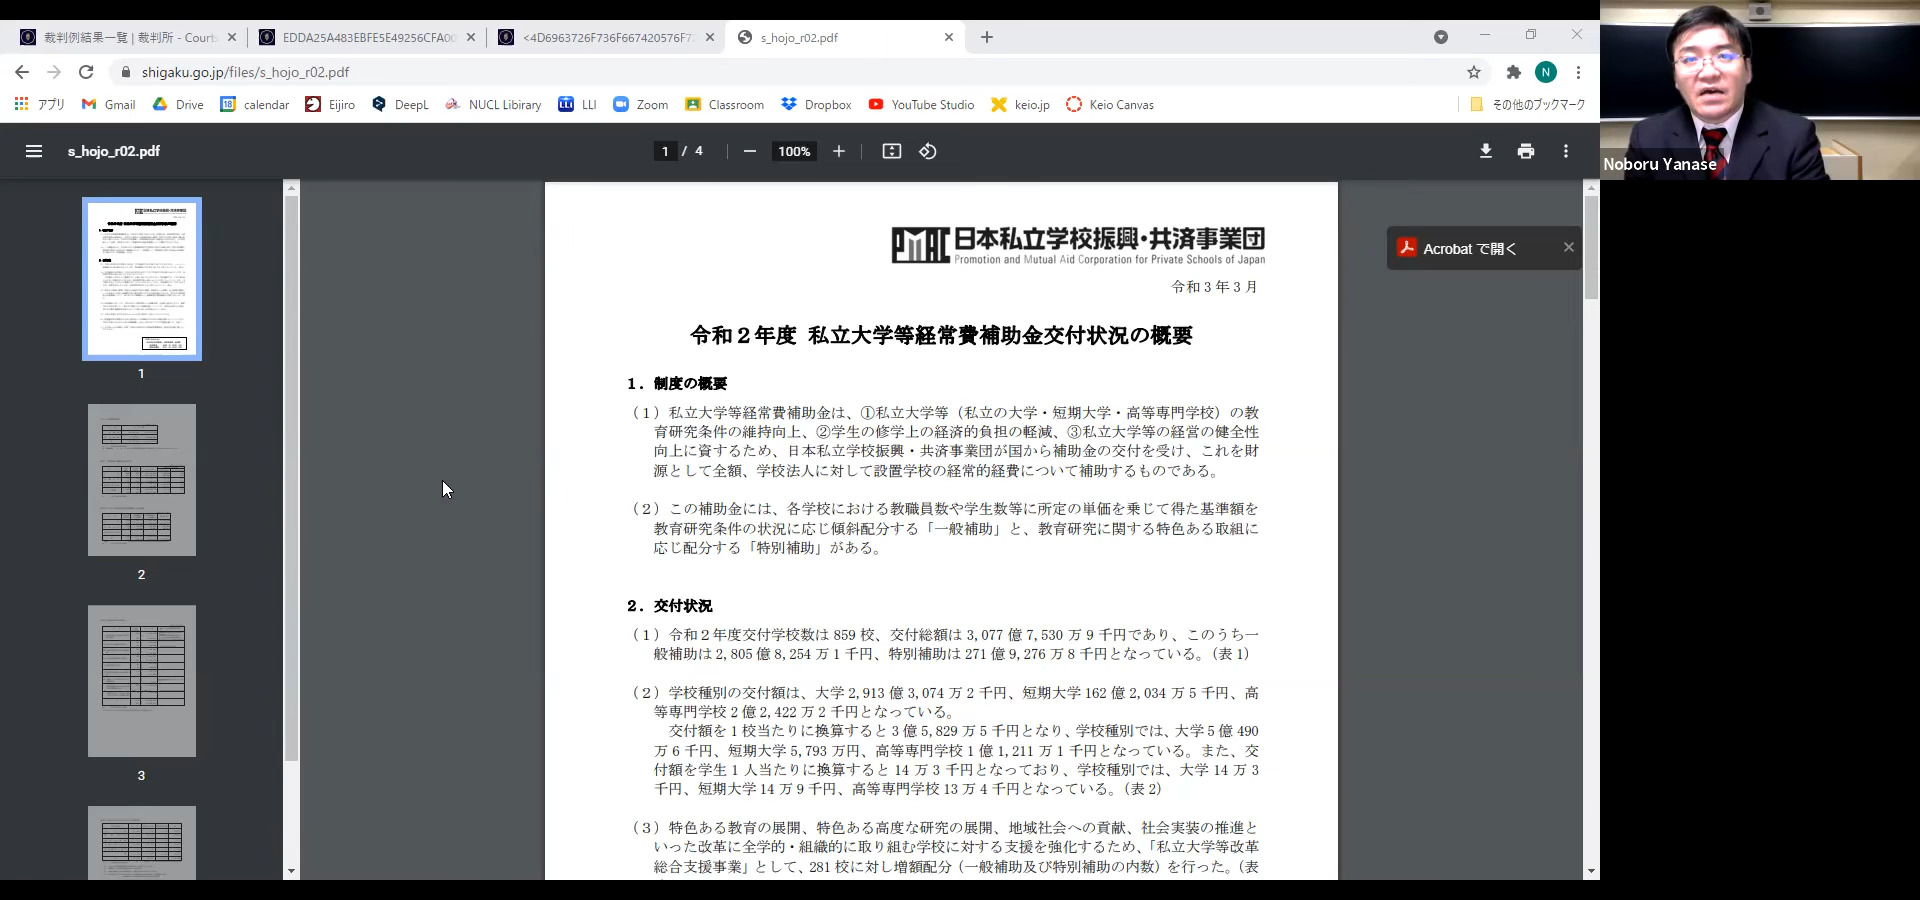 裁判例結果一覧 | 裁判所 - Courts
EDDA25A483EBFE5E49256CFA00
<4D6963726F736F667420576F72
s_hojo_r02.pdf
shigaku.go.jp/files/s_hojo_r02.pdf
N
アプリ Gmail Drive calendar Eijiro DeepL NUCL Library LLI Zoom Classroom Dropbox YouTube Studio keio.jp Keio Canvas その他のブックマーク
s_hojo_r02.pdf
1 / 4
100%
Noboru Yanase
Acrobat で開く
1
2
3
PMAC 日本私立学校振興・共済事業団
Promotion and Mutual Aid Corporation for Private Schools of Japan
令和3年3月
令和2年度 私立大学等経常費補助金交付状況の概要
1．制度の概要
（1）私立大学等経常費補助金は、①私立大学等（私立の大学・短期大学・高等専門学校）の教
育研究条件の維持向上、②学生の修学上の経済的負担の軽減、③私立大学等の経営の健全性
向上に資するため、日本私立学校振興・共済事業団が国から補助金の交付を受け、これを財
源として全額、学校法人に対して設置学校の経常的経費について補助するものである。
（2）この補助金には、各学校における教職員数や学生数等に所定の単価を乗じて得た基準額を
教育研究条件の状況に応じ傾斜配分する「一般補助」と、教育研究に関する特色ある取組に
応じ配分する「特別補助」がある。
2．交付状況
（1）令和2年度交付学校数は 859 校、交付総額は 3,077 億 7,530 万 9 千円であり、このうち一
般補助は 2,805 億 8,254 万 1 千円、特別補助は 271 億 9,276 万 8 千円となっている。（表 1）
（2）学校種別の交付額は、大学 2,913 億 3,074 万 2 千円、短期大学 162 億 2,034 万 5 千円、高
等専門学校 2 億 2,422 万 2 千円となっている。
交付額を 1 校当たりに換算すると 3 億 5,829 万 5 千円となり、学校種別では、大学 5 億 490
万 6 千円、短期大学 5,793 万円、高等専門学校 1 億 1,211 万 1 千円となっている。また、交
付額を学生 1 人当たりに換算すると 14 万 3 千円となっており、学校種別では、大学 14 万 3
千円、短期大学 14 万 9 千円、高等専門学校 13 万 4 千円となっている。（表 2）
（3）特色ある教育の展開、特色ある高度な研究の展開、地域社会への貢献、社会実装の推進と
いった改革に全学的・組織的に取り組む学校に対する支援を強化するため、「私立大学等改革
総合支援事業」として、281 校に対し増額配分（一般補助及び特別補助の内数）を行った。（表